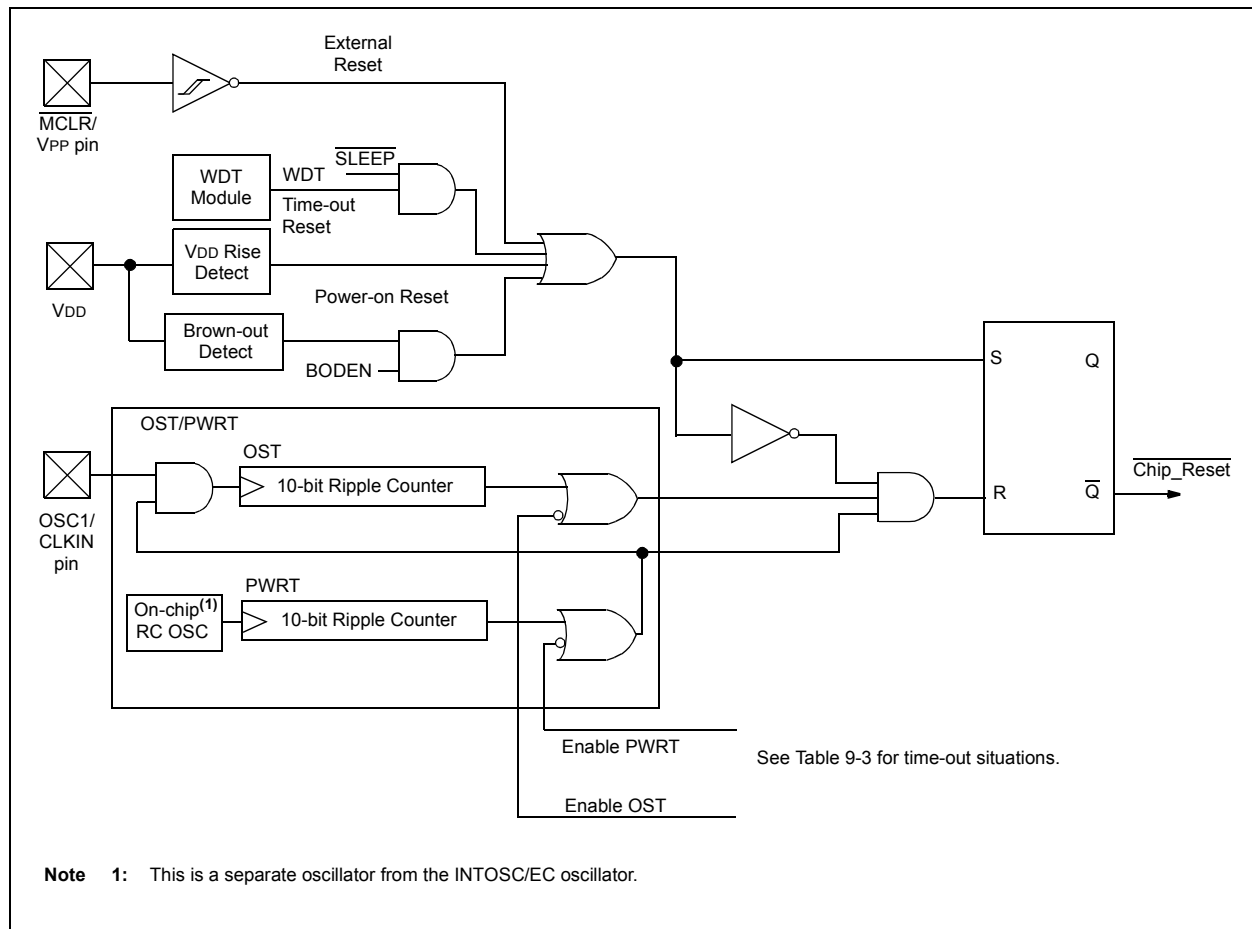 External
Reset
MCLR/
VPP pin
SLEEP
WDT
Module
WDT
Time-out
Reset
VDD Rise
Detect
VDD
Power-on Reset
Brown-out
Detect
BODEN
S
Q
OST/PWRT
OST
10-bit Ripple Counter
Chip_Reset
R
Q
OSC1/
CLKIN
pin
PWRT
On-chip(1)
RC OSC
10-bit Ripple Counter
Enable PWRT
See Table 9-3 for time-out situations.
Enable OST
Note 1: This is a separate oscillator from the INTOSC/EC oscillator.